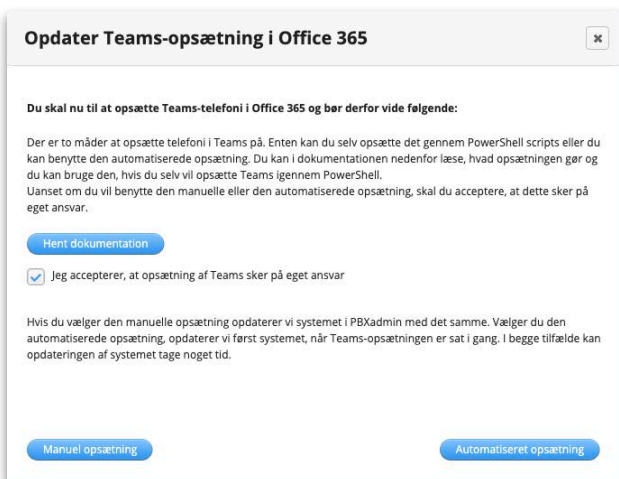 Opdater Teams-opsætning i Office 365
Du skal nu til at opsætte Teams-telefoni i Office 365 og bør derfor vide følgende:
Der er to måder at opsætte telefoni i Teams på. Enten kan du selv opsætte det gennem PowerShell scripts eller du
kan benytte den automatiserede opsætning. Du kan i dokumentationen nedenfor læse, hvad opsætningen gør og
du kan bruge den, hvis du selv vil opsætte Teams igennem PowerShell.
Uanset om du vil benytte den manuelle eller den automatiserede opsætning, skal du acceptere, at dette sker på
eget ansvar.
Hent dokumentation
Jeg accepterer, at opsætning af Teams sker på eget ansvar
Hvis du vælger den manuelle opsætning opdaterer vi systemet i PBXadmin med det samme. Vælger du den
automatiserede opsætning, opdaterer vi først systemet, når Teams-opsætningen er sat i gang. I begge tilfælde kan
opdateringen af systemet tage noget tid.
Manuel opsætning
Automatiseret opsætning